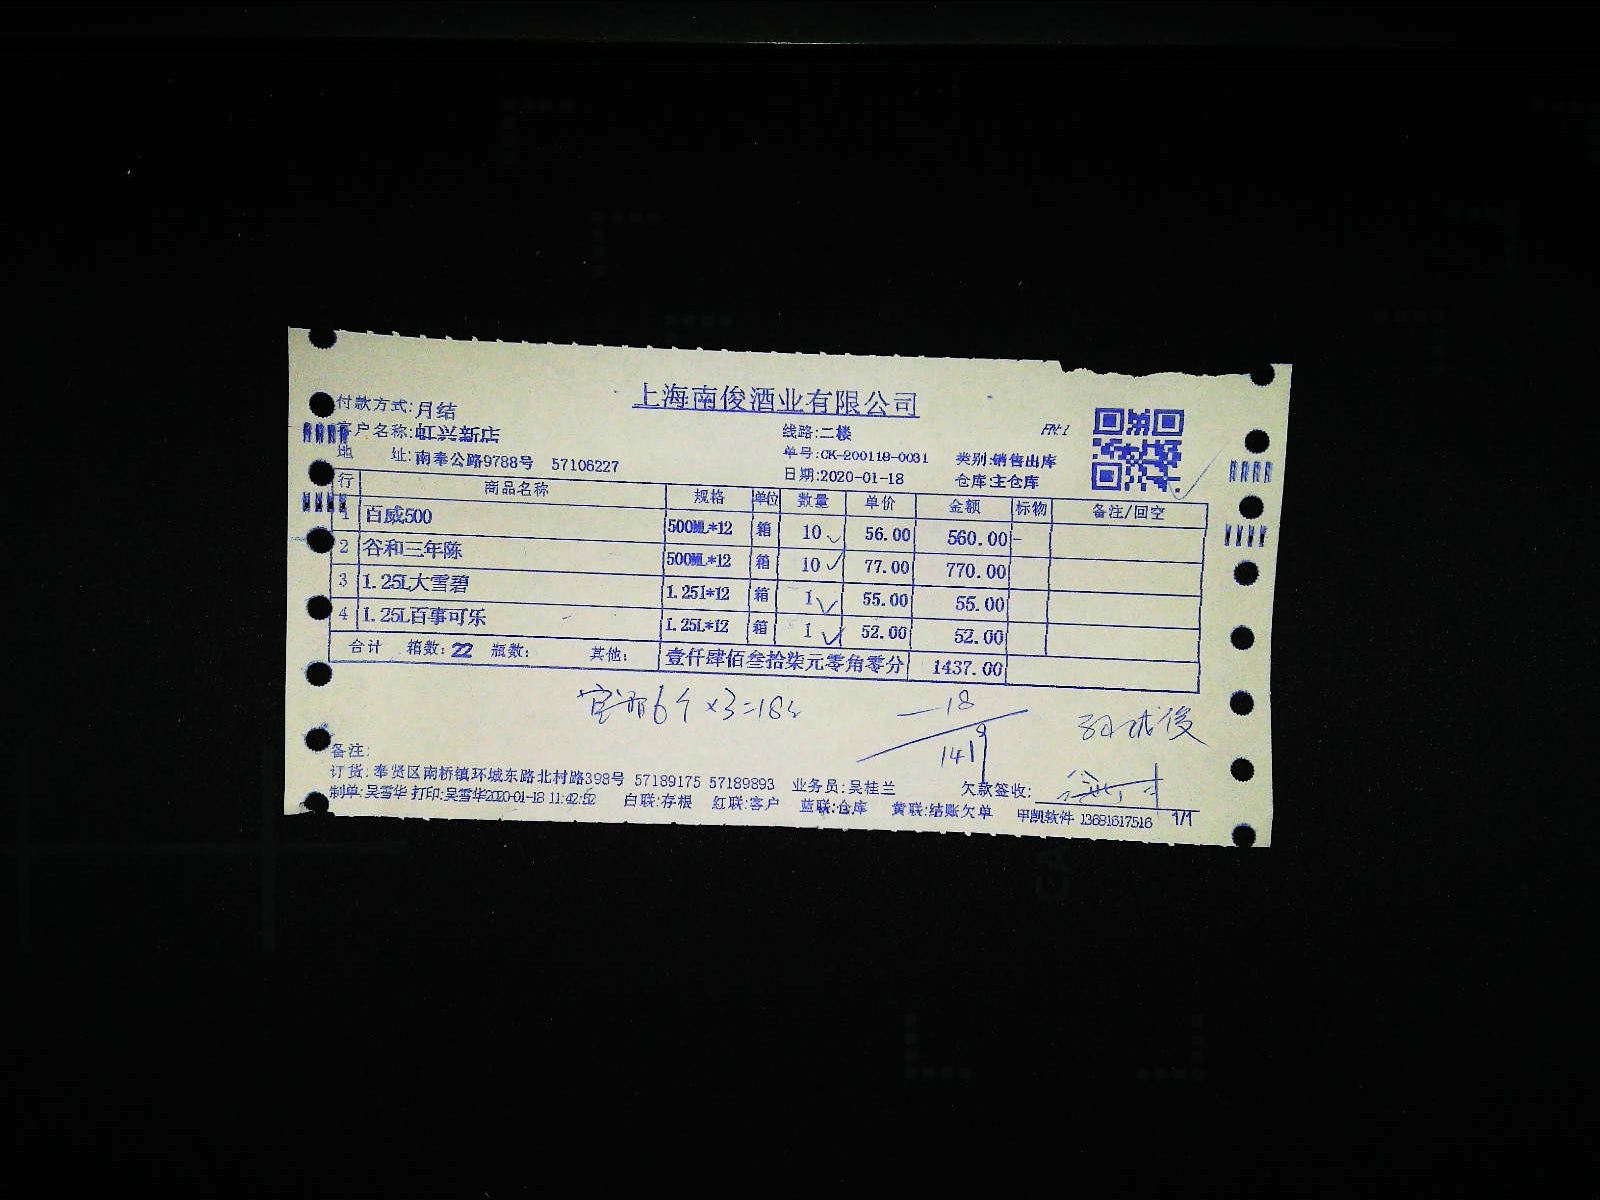 上海南俊酒业有限公司
付款方式:月结
客户名称:虹兴新店 线路:二楼
地 址:南奉公路9788号 57106227 单号:CK-200118-0031 类别:销售出库
日期:2020-01-18 仓库:主仓库
行 商品名称 规格 单位 数量 单价 金额 标物 备注/回空
1 百威500 500ML*12 箱 10 56.00 560.00 -
2 谷和三年陈 500ML*12 箱 10 77.00 770.00
3 1.25L大雪碧 1.25l*12 箱 1 55.00 55.00
4 1.25L百事可乐 1.25L*12 箱 1 52.00 52.00
合计 箱数:22 瓶数: 其他: 壹仟肆佰叁拾柒元零角零分 1437.00
6个×3=18 —18
1419
备注:
订货:奉贤区南桥镇环城东路北村路398号 57189175 57189893 业务员:吴桂兰 欠款签收:
制单:吴雪华 打印:吴雪华2020-01-18 11:42:52 白联:存根 红联:客户 蓝联:仓库 黄联:结账欠单 甲凯软件 13681617516 1/1